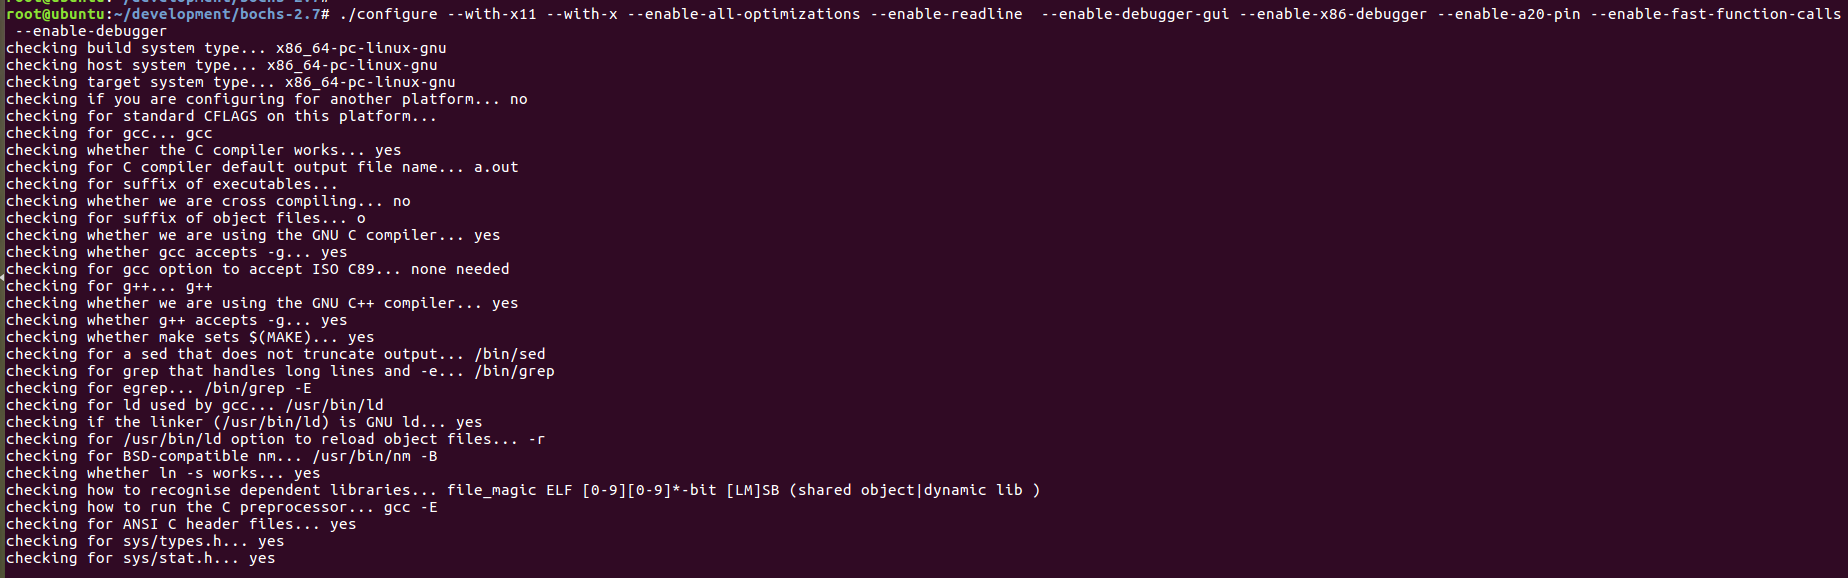 root@ubuntu:~/development/bochs-2.7#
root@ubuntu:~/development/bochs-2.7# ./configure --with-x11 --with-x --enable-all-optimizations --enable-readline  --enable-debugger-gui --enable-x86-debugger --enable-a20-pin --enable-fast-function-calls
 --enable-debugger
checking build system type... x86_64-pc-linux-gnu
checking host system type... x86_64-pc-linux-gnu
checking target system type... x86_64-pc-linux-gnu
checking if you are configuring for another platform... no
checking for standard CFLAGS on this platform...
checking for gcc... gcc
checking whether the C compiler works... yes
checking for C compiler default output file name... a.out
checking for suffix of executables...
checking whether we are cross compiling... no
checking for suffix of object files... o
checking whether we are using the GNU C compiler... yes
checking whether gcc accepts -g... yes
checking for gcc option to accept ISO C89... none needed
checking for g++... g++
checking whether we are using the GNU C++ compiler... yes
checking whether g++ accepts -g... yes
checking whether make sets $(MAKE)... yes
checking for a sed that does not truncate output... /bin/sed
checking for grep that handles long lines and -e... /bin/grep
checking for egrep... /bin/grep -E
checking for ld used by gcc... /usr/bin/ld
checking if the linker (/usr/bin/ld) is GNU ld... yes
checking for /usr/bin/ld option to reload object files... -r
checking for BSD-compatible nm... /usr/bin/nm -B
checking whether ln -s works... yes
checking how to recognise dependent libraries... file_magic ELF [0-9][0-9]*-bit [LM]SB (shared object|dynamic lib )
checking how to run the C preprocessor... gcc -E
checking for ANSI C header files... yes
checking for sys/types.h... yes
checking for sys/stat.h... yes